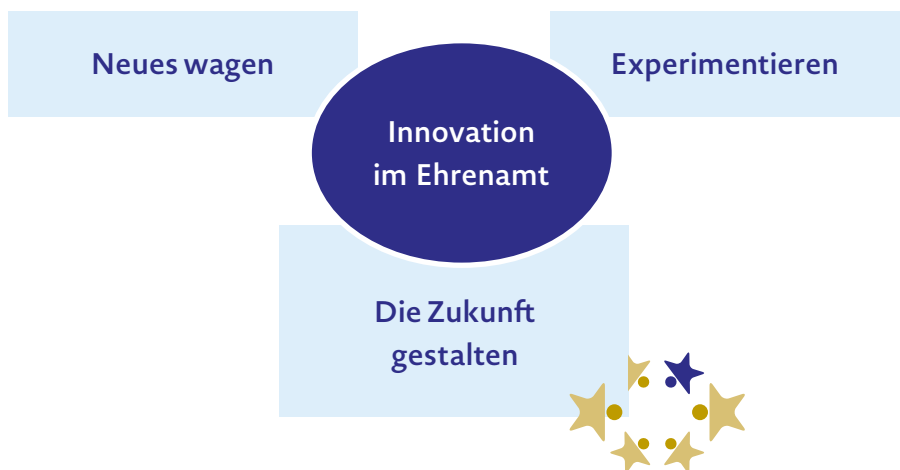 Neues wagen
Experimentieren
Innovation
im Ehrenamt
Die Zukunft
gestalten